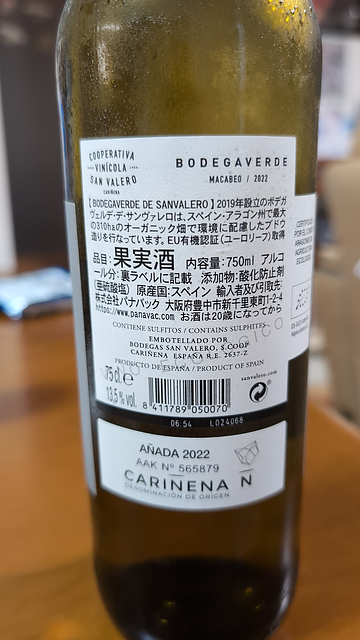 COOPERATIVA
VINÍCOLA
SAN VALERO
CARIÑENA
BODEGAVERDE
MACABEO / 2022
【BODEGAVERDE DE SANVALERO】2019年設立のボデガ
ヴェルデ・デ・サンヴァレロは、スペイン・アラゴン州で最大
の310haのオーガニック畑で環境に配慮したブドウ
造りを行なっています。EU有機認証（ユーロリーフ）取得
品目：果実酒 内容量：750ml アルコ
ール分：裏ラベルに記載 添加物：酸化防止剤
（亜硫酸塩）原産国：スペイン 輸入者及び引取先：
株式会社パナバック 大阪府豊中市新千里東町1-2-4
https://www.panavac.com お酒は20歳になってから
CONTIENE SULFITOS / CONTAINS SULPHITES
EMBOTELLADO POR
BODEGAS SAN VALERO, S.COOP.
CARIÑENA ESPAÑA R.E. 2637-Z
PRODUCTO DE ESPAÑA / PRODUCT OF SPAIN
75cl. e
13,5% vol.
8 411789 050070
sanvalero.com
06:54 L024068
AÑADA 2022
AAK Nº 565879
CARIÑENA
DENOMINACIÓN DE ORIGEN
N